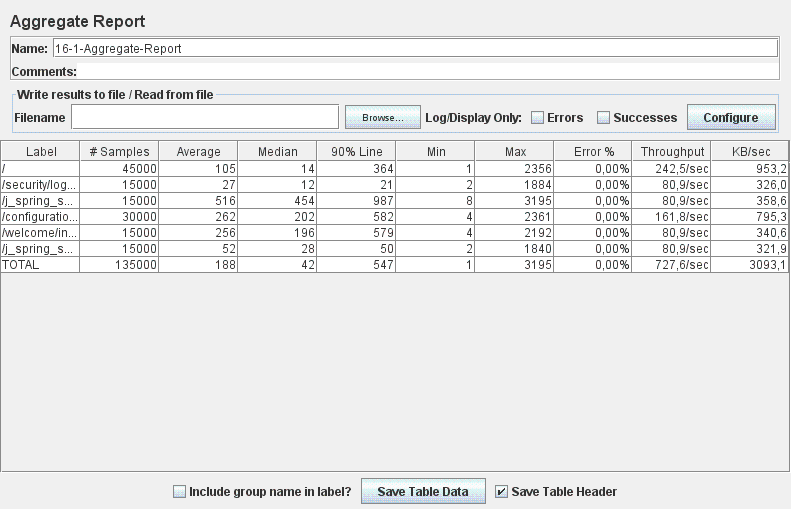 Aggregate Report
Name: 16-1-Aggregate-Report
Comments:
Write results to file / Read from file
Filename Browse... Log/Display Only: Errors Successes Configure
Label # Samples Average Median 90% Line Min Max Error % Throughput KB/sec
/ 45000 105 14 364 1 2356 0,00% 242,5/sec 953,2
/security/log... 15000 27 12 21 2 1884 0,00% 80,9/sec 326,0
/j_spring_s... 15000 516 454 987 8 3195 0,00% 80,9/sec 358,6
/configuratio... 30000 262 202 582 4 2361 0,00% 161,8/sec 795,3
/welcome/in... 15000 256 196 579 4 2192 0,00% 80,9/sec 340,6
/j_spring_s... 15000 52 28 50 2 1840 0,00% 80,9/sec 321,9
TOTAL 135000 188 42 547 1 3195 0,00% 727,6/sec 3093,1
Include group name in label? Save Table Data Save Table Header